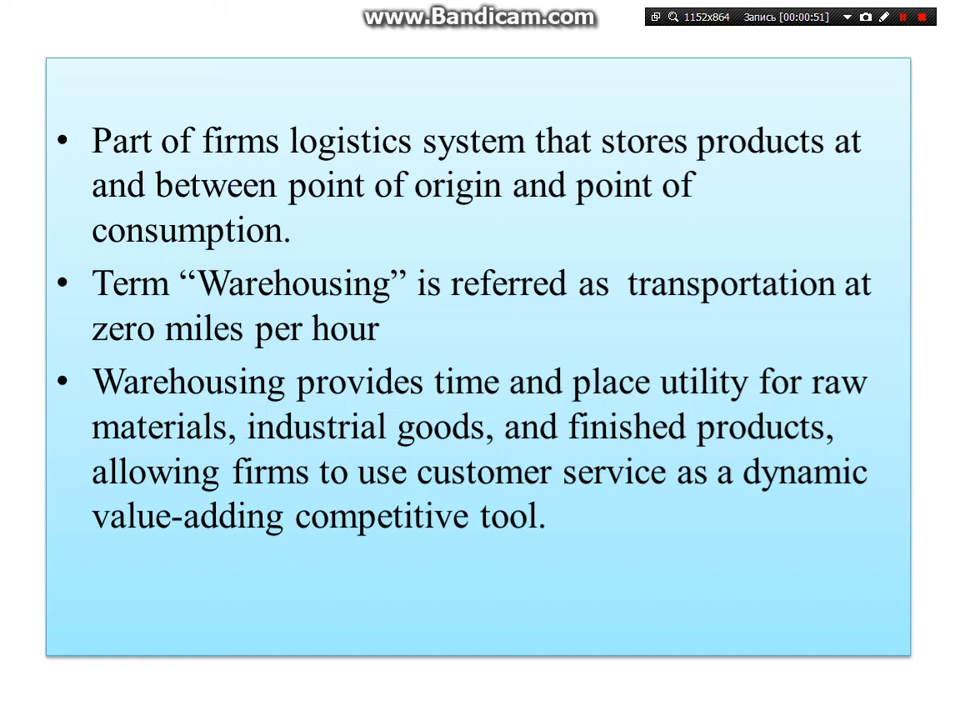 www.Bandicam.com
1152x864 Запись [00:00:51]
• Part of firms logistics system that stores products at
and between point of origin and point of
consumption.
• Term “Warehousing” is referred as transportation at
zero miles per hour
• Warehousing provides time and place utility for raw
materials, industrial goods, and finished products,
allowing firms to use customer service as a dynamic
value-adding competitive tool.